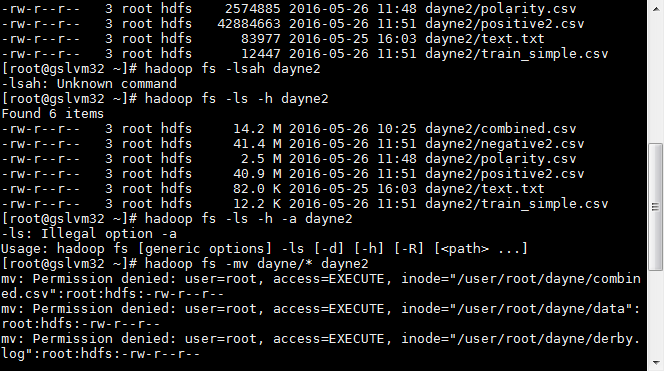 -rw-r--r--   3 root hdfs    2574885 2016-05-26 11:48 dayne2/polarity.csv
-rw-r--r--   3 root hdfs   42884663 2016-05-26 11:51 dayne2/positive2.csv
-rw-r--r--   3 root hdfs      83977 2016-05-25 16:03 dayne2/text.txt
-rw-r--r--   3 root hdfs      12447 2016-05-26 11:51 dayne2/train_simple.csv
[root@gslvm32 ~]# hadoop fs -lsah dayne2
-lsah: Unknown command
[root@gslvm32 ~]# hadoop fs -ls -h dayne2
Found 6 items
-rw-r--r--   3 root hdfs     14.2 M 2016-05-26 10:25 dayne2/combined.csv
-rw-r--r--   3 root hdfs     41.4 M 2016-05-26 11:51 dayne2/negative2.csv
-rw-r--r--   3 root hdfs      2.5 M 2016-05-26 11:48 dayne2/polarity.csv
-rw-r--r--   3 root hdfs     40.9 M 2016-05-26 11:51 dayne2/positive2.csv
-rw-r--r--   3 root hdfs     82.0 K 2016-05-25 16:03 dayne2/text.txt
-rw-r--r--   3 root hdfs     12.2 K 2016-05-26 11:51 dayne2/train_simple.csv
[root@gslvm32 ~]# hadoop fs -ls -h -a dayne2
-ls: Illegal option -a
Usage: hadoop fs [generic options] -ls [-d] [-h] [-R] [<path> ...]
[root@gslvm32 ~]# hadoop fs -mv dayne/* dayne2
mv: Permission denied: user=root, access=EXECUTE, inode="/user/root/dayne/combin
ed.csv":root:hdfs:-rw-r--r--
mv: Permission denied: user=root, access=EXECUTE, inode="/user/root/dayne/data":
root:hdfs:-rw-r--r--
mv: Permission denied: user=root, access=EXECUTE, inode="/user/root/dayne/derby.
log":root:hdfs:-rw-r--r--